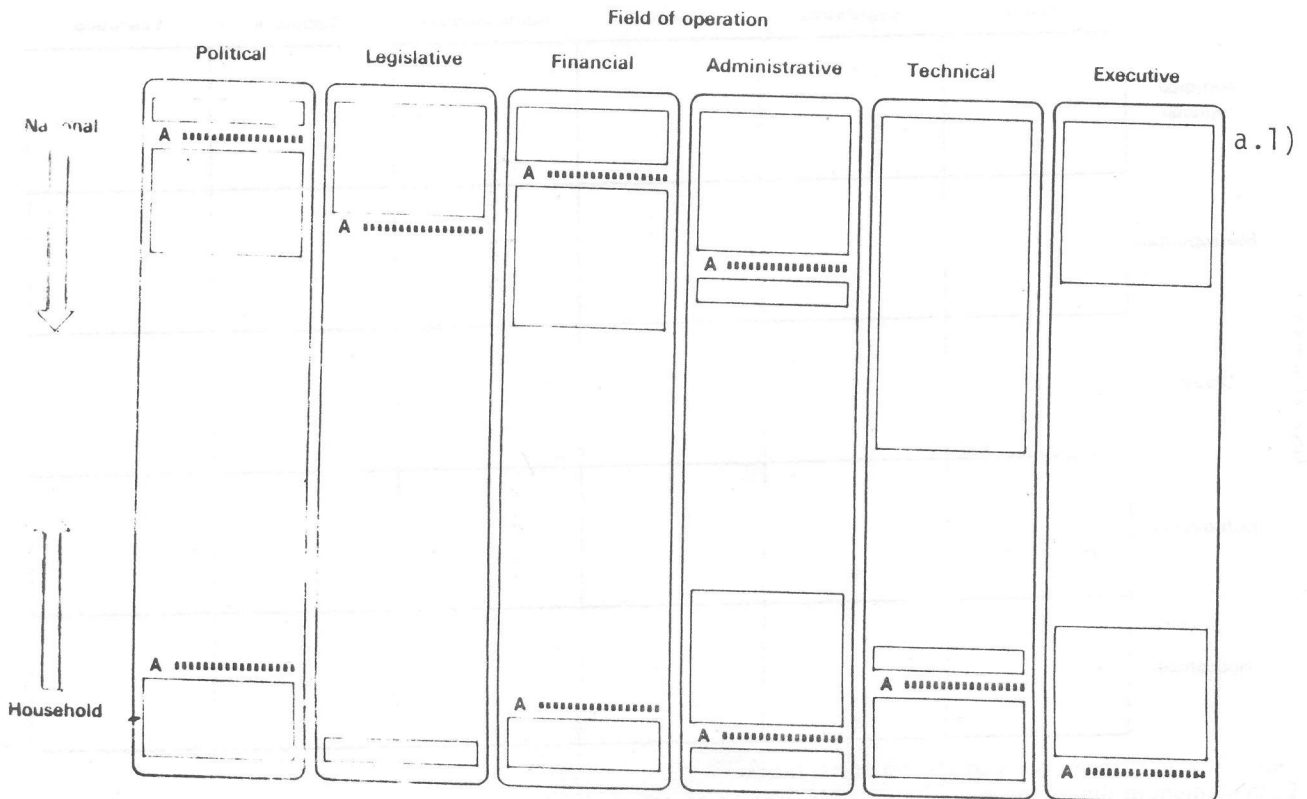 Field of operation
Political Legislative Financial Administrative Technical Executive
a.1)
A
A
A
A
A
A
A
A
A
Household
A